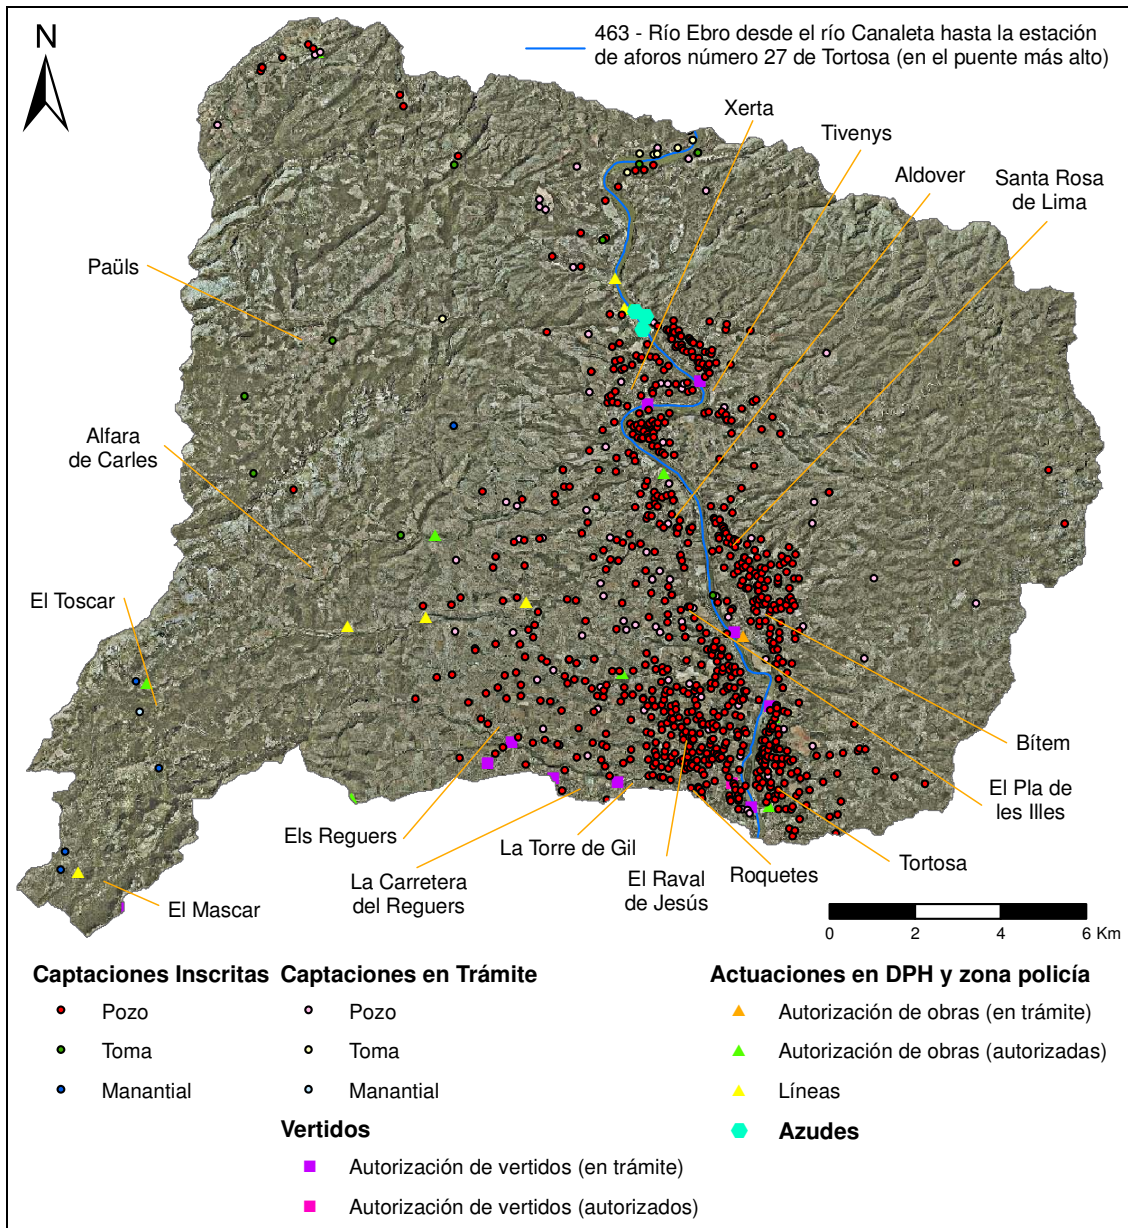 463 - Río Ebro desde el río Canaleta hasta la estación
de aforos número 27 de Tortosa (en el puente más alto)
N
Xerta
Tivenys
Aldover
Santa Rosa
de Lima
Paüls
Alfara
de Carles
El Toscar
Bítem
El Pla de
les Illes
Els Reguers
La Torre de Gil
Tortosa
La Carretera
del Reguers
El Raval
de Jesús
Roquetes
El Mascar
0 2 4 6 Km
Captaciones Inscritas
Pozo
Toma
Manantial
Captaciones en Trámite
Pozo
Toma
Manantial
Vertidos
Autorización de vertidos (en trámite)
Autorización de vertidos (autorizados)
Actuaciones en DPH y zona policía
Autorización de obras (en trámite)
Autorización de obras (autorizadas)
Líneas
Azudes